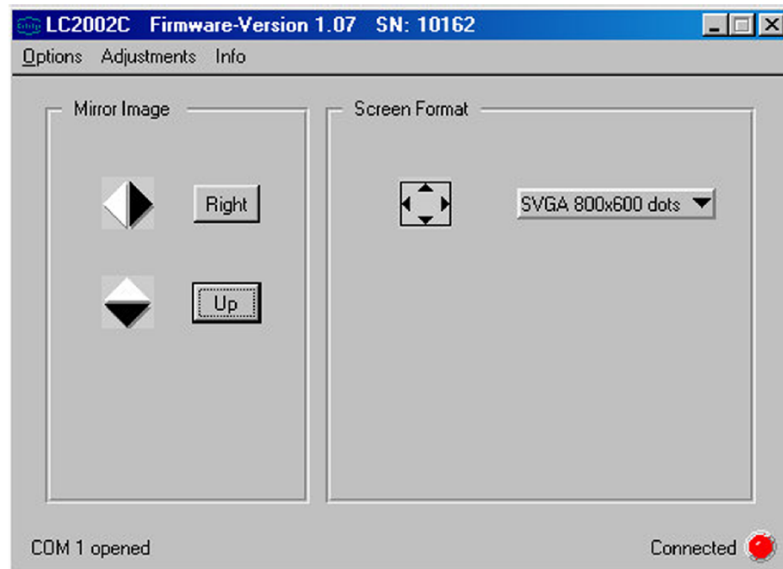 LC2002C Firmware-Version 1.07 SN: 10162
Options Adjustments Info
Mirror Image
Right
Up
Screen Format
SVGA 800x600 dots
COM 1 opened
Connected